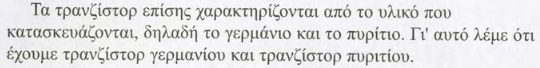 Τα τρανζίστορ επίσης χαρακτηρίζονται από το υλικό που
κατασκευάζονται, δηλαδή το γερμάνιο και το πυρίτιο. Γι' αυτό λέμε ότι
έχουμε τρανζίστορ γερμανίου και τρανζίστορ πυριτίου.